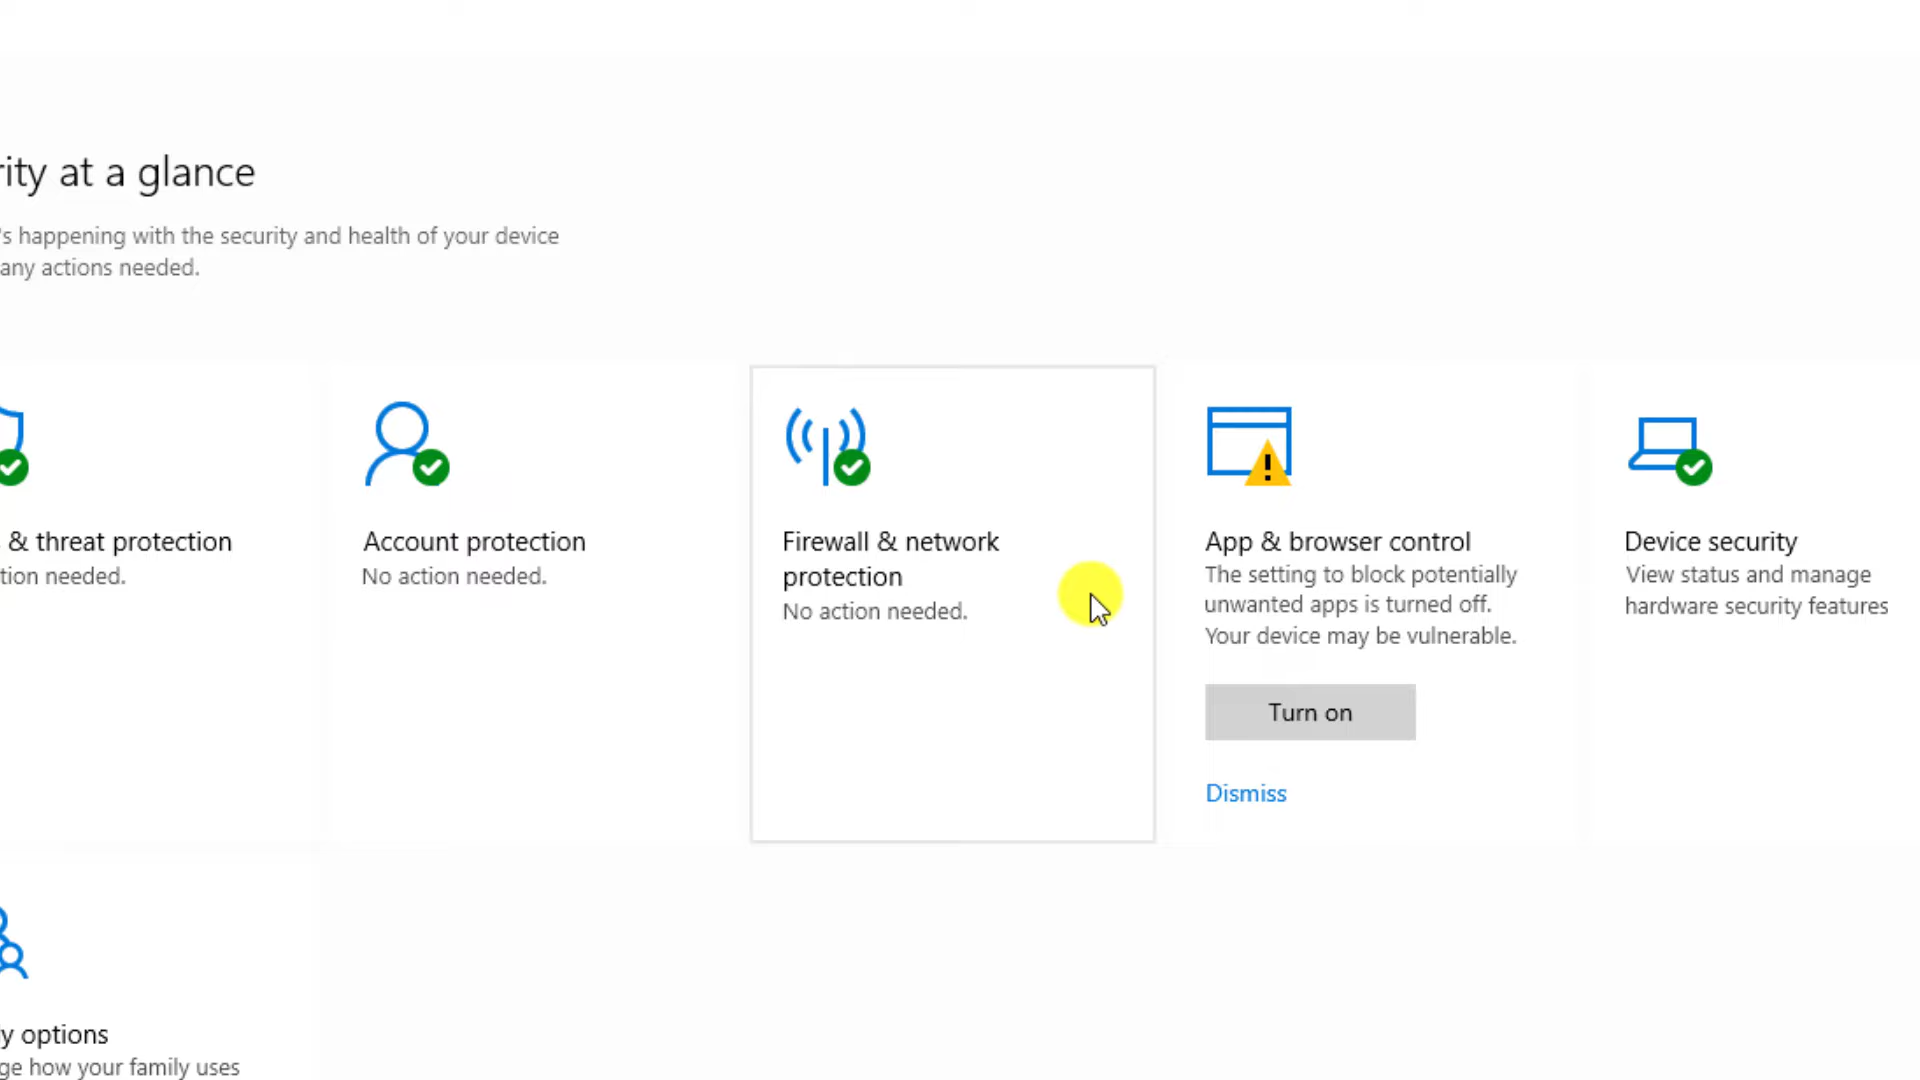 rity at a glance
's happening with the security and health of your device
any actions needed.
& threat protection
tion needed.
Account protection
No action needed.
Firewall & network
protection
No action needed.
App & browser control
The setting to block potentially
unwanted apps is turned off.
Your device may be vulnerable.
Turn on
Dismiss
Device security
View status and manage
hardware security features
y options
ge how your family uses